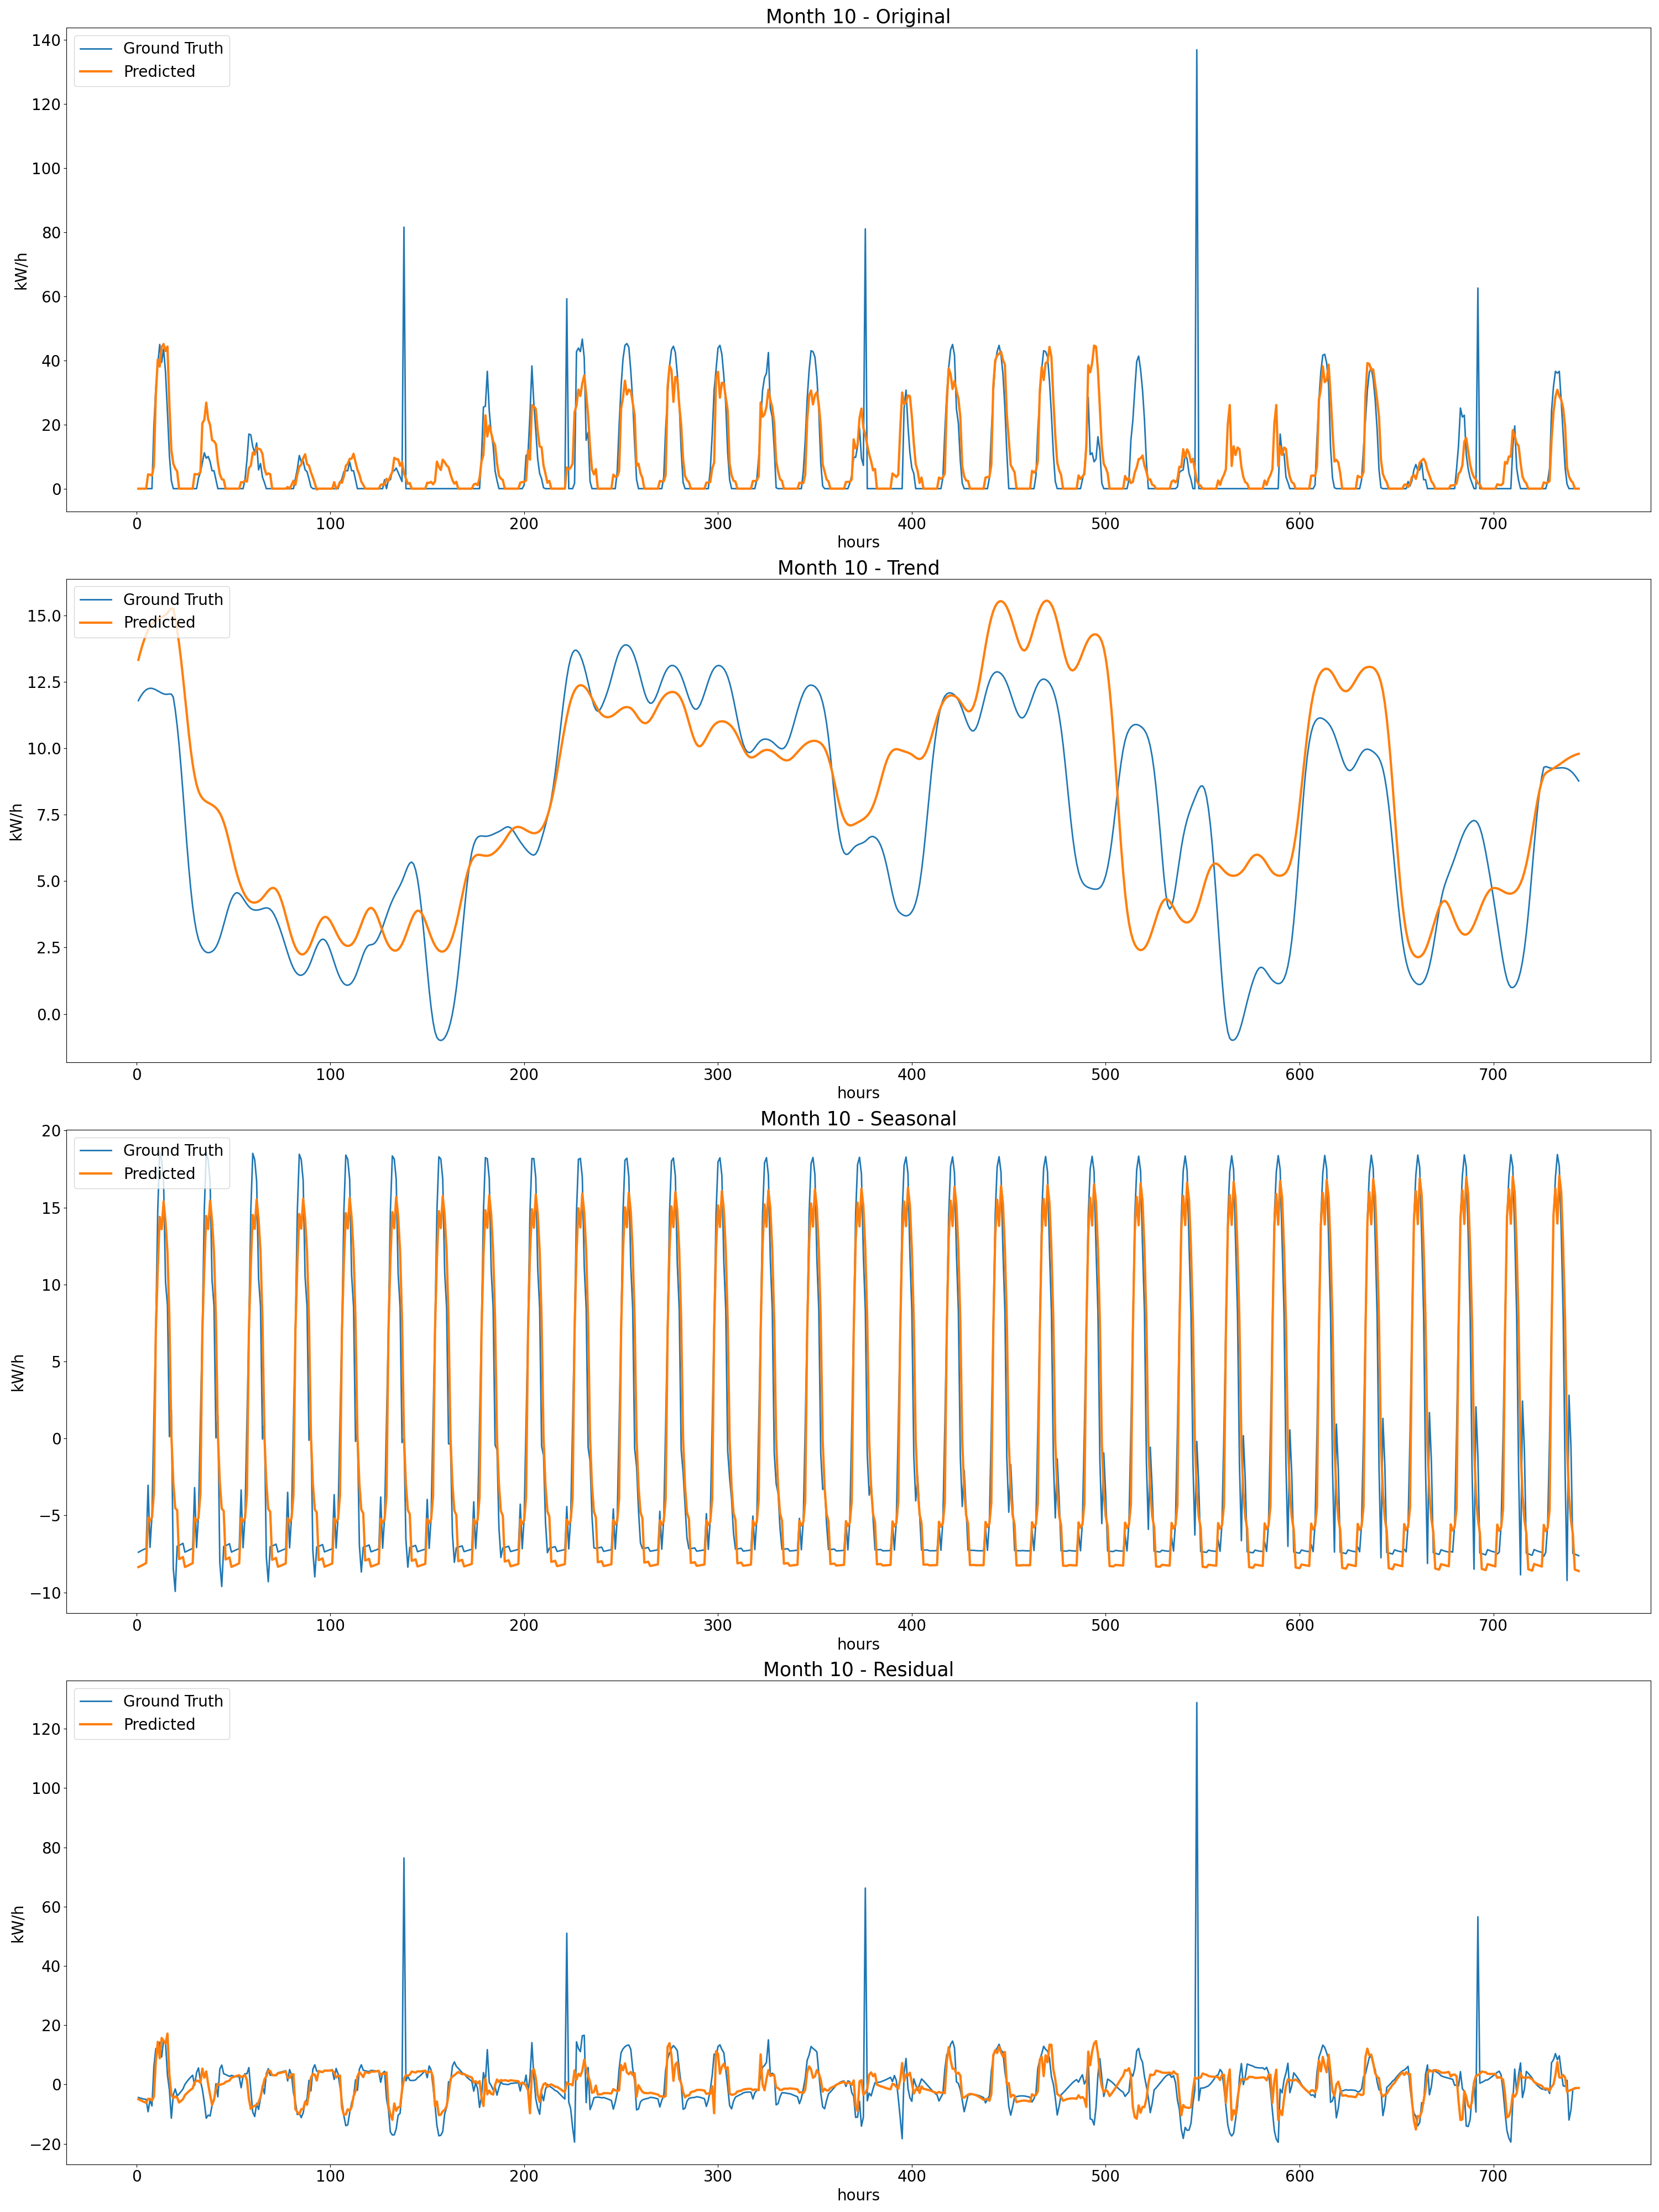 Month 10 - Original
Ground Truth
Predicted
kW/h
140
120
100
80
60
40
20
0
0 100 200 300 400 500 600 700
hours
Month 10 - Trend
Ground Truth
Predicted
kW/h
15.0
12.5
10.0
7.5
5.0
2.5
0.0
0 100 200 300 400 500 600 700
hours
Month 10 - Seasonal
Ground Truth
Predicted
kW/h
20
15
10
5
0
−5
−10
0 100 200 300 400 500 600 700
hours
Month 10 - Residual
Ground Truth
Predicted
kW/h
120
100
80
60
40
20
0
−20
0 100 200 300 400 500 600 700
hours